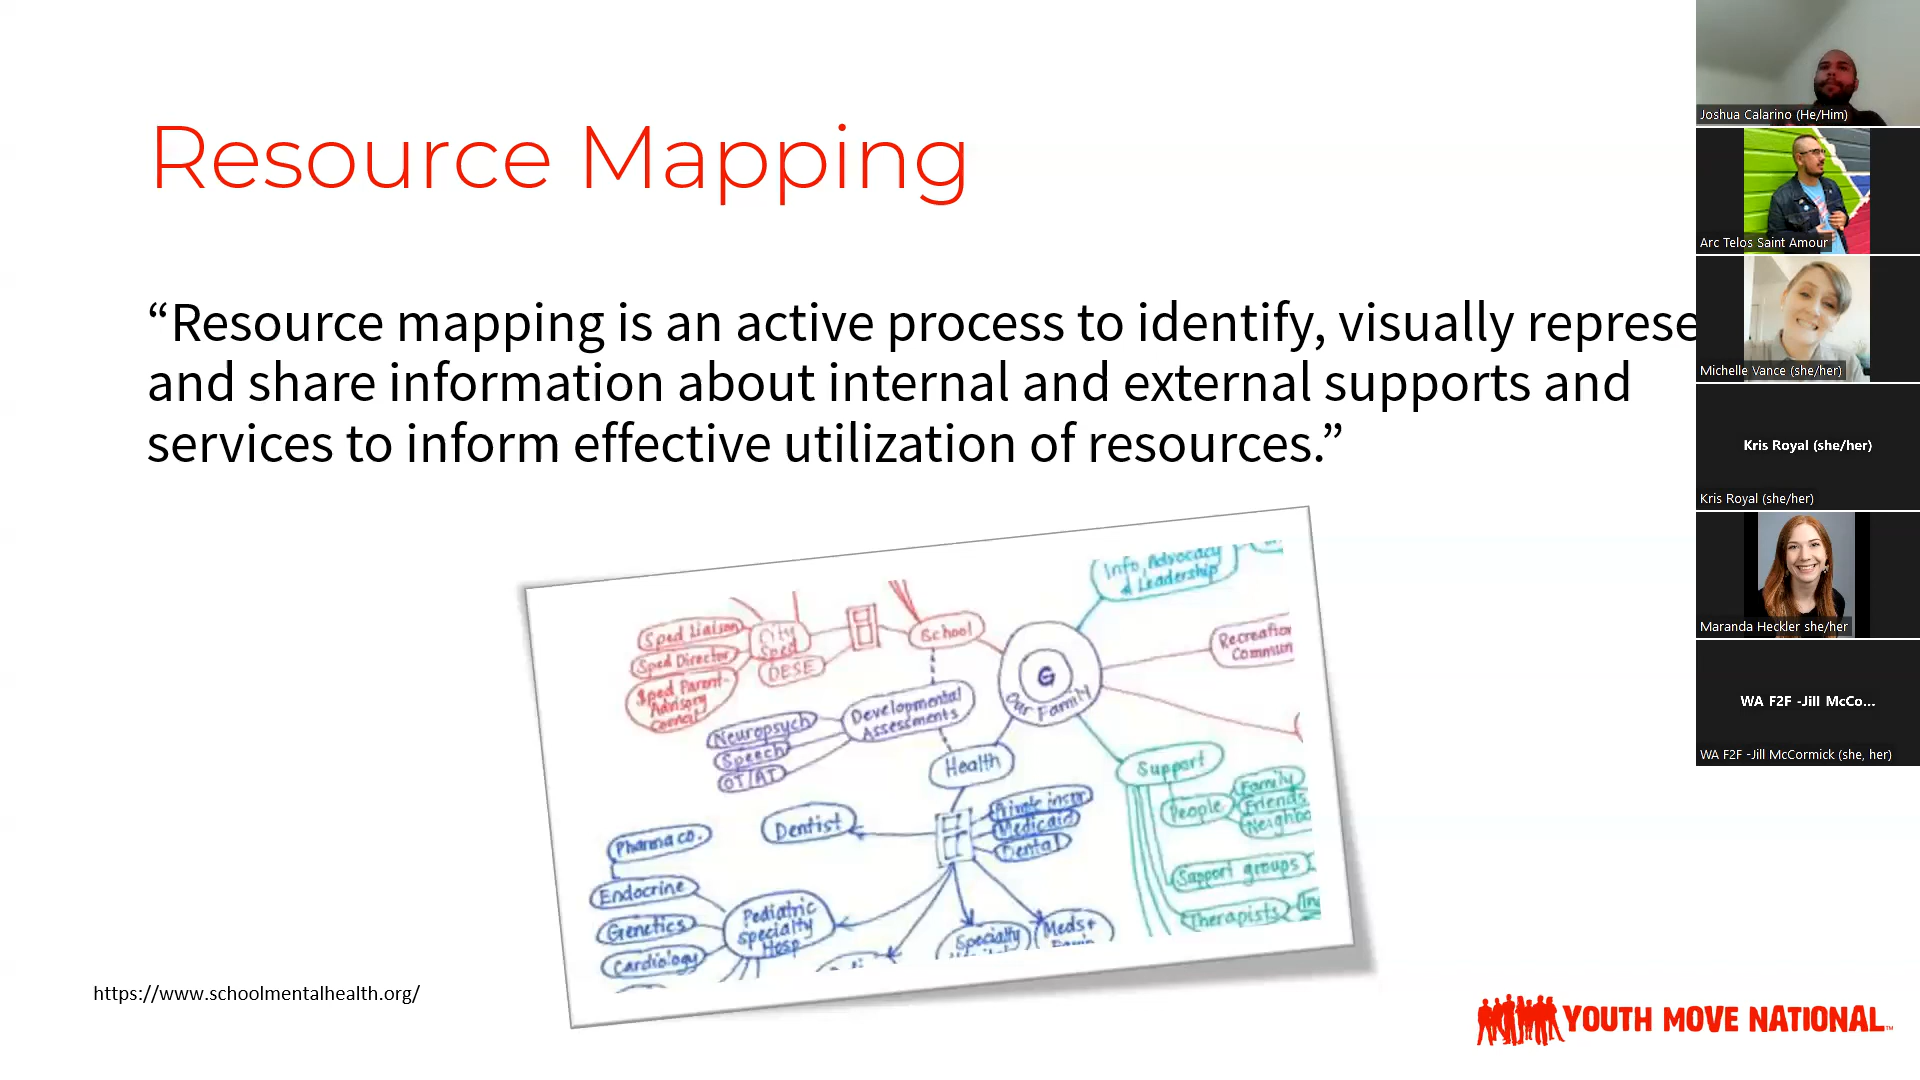 Resource Mapping
“Resource mapping is an active process to identify, visually represe
and share information about internal and external supports and
services to inform effective utilization of resources.”
Info, Advocacy
& Leadership
Sped Liaison
City
Sped
School
Sped Director
DESE
Sped Parent
Advisory
Council
G
Our Family
Recreation
Commun
Developmental
Assessments
Neuropsych
Speech
OT/AT
Health
Support
People
Family
Friends
Neighbo
Private insur.
Medicaid
Dental
Dentist
Pharma co.
Endocrine
Genetics
Cardiology
Pediatric
Specialty
Hosp
Specialty
Meds+
Support groups
Therapists
https://www.schoolmentalhealth.org/
YOUTH MOVE NATIONAL™
Joshua Calarino (He/Him)
Arc Telos Saint Amour
Michelle Vance (she/her)
Kris Royal (she/her)
Kris Royal (she/her)
Maranda Heckler she/her
WA F2F -Jill McCo...
WA F2F -Jill McCormick (she, her)